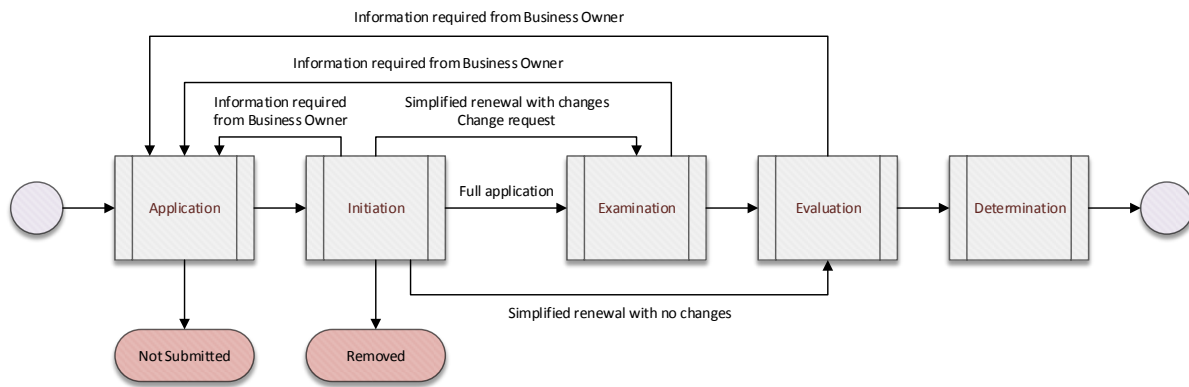 Information required from Business Owner
Information required from Business Owner
Information required
from Business Owner
Simplified renewal with changes
Change request
Application
Initiation
Full application
Examination
Evaluation
Determination
Simplified renewal with no changes
Not Submitted
Removed